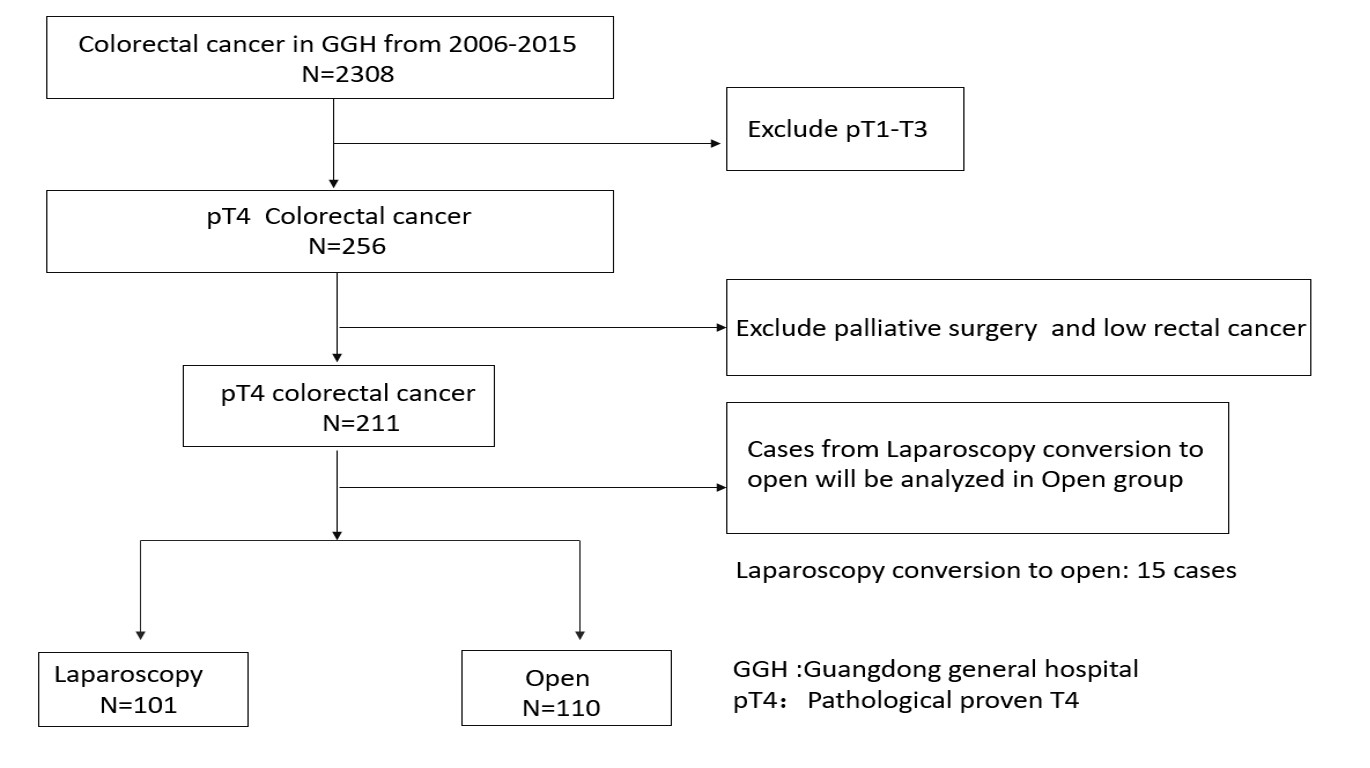 Colorectal cancer in GGH from 2006-2015
N=2308
Exclude pT1-T3
pT4  Colorectal cancer
N=256
Exclude palliative surgery  and low rectal cancer
pT4 colorectal cancer
N=211
Cases from Laparoscopy conversion to
open will be analyzed in Open group
Laparoscopy conversion to open: 15 cases
Laparoscopy
N=101
Open
N=110
GGH :Guangdong general hospital
pT4： Pathological proven T4